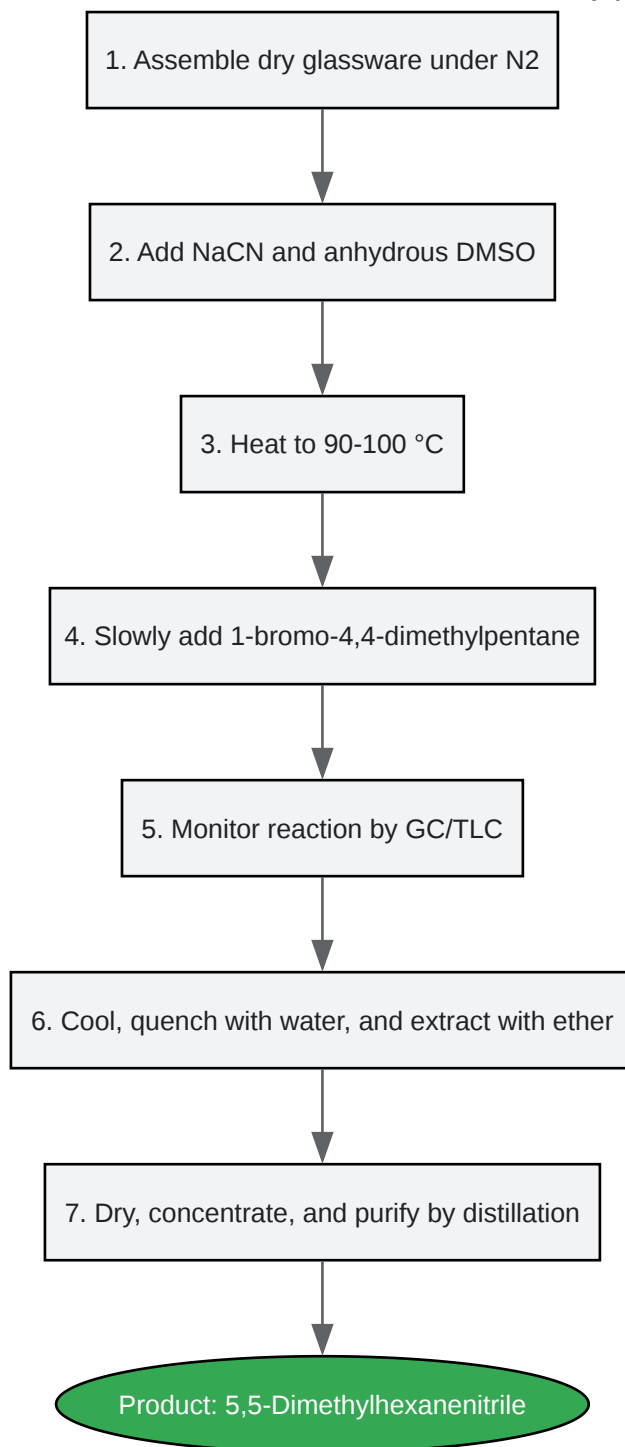 1. Assemble dry glassware under N2
2. Add NaCN and anhydrous DMSO
3. Heat to 90-100 °C
4. Slowly add 1-bromo-4,4-dimethylpentane
5. Monitor reaction by GC/TLC
6. Cool, quench with water, and extract with ether
7. Dry, concentrate, and purify by distillation
Product: 5,5-Dimethylhexanenitrile